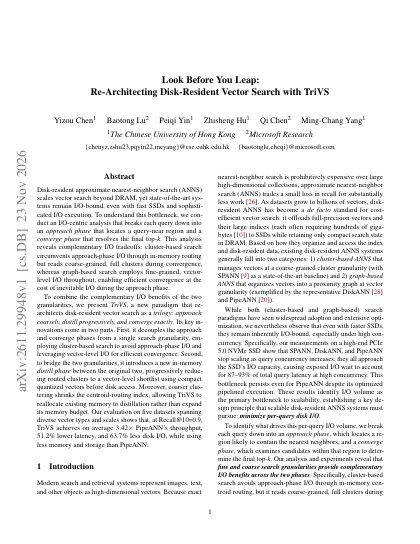 Look Before You Leap:
Re-Architecting Disk-Resident Vector Search with TriVS
Yizou Chen¹ Baotong Lu² Peiqi Yin¹ Zhisheng Hu¹ Qi Chen² Ming-Chang Yang¹
¹The Chinese University of Hong Kong ²Microsoft Research
{chenyz,zshu23,pqyin22,mcyang}@cse.cuhk.edu.hk {baotonglu,cheqi}@microsoft.com
arXiv:2611.29948v1 [cs.DB] 23 Nov 2026
Abstract
Disk-resident approximate nearest-neighbor search (ANNS)
scales vector search beyond DRAM, yet state-of-the-art sys-
tems remain I/O-bound, even with fast SSDs and sophisti-
cated I/O execution. To understand this bottleneck, we con-
duct an I/O-centric analysis that breaks each query down into
an approach phase that locates a query-near region and a
converge phase that determines the final top-k. This analysis
reveals complementary I/O tradeoffs: cluster-based search
circumvents approach-phase I/O through in-memory routing
but reads coarse-grained, full clusters during convergence,
whereas graph-based search employs fine-grained, vector-
level I/O throughout, enabling efficient convergence at the
cost of inevitable I/O during the approach phase.
To combine the complementary I/O benefits of the two
granularities, we present TriVS, a new paradigm that re-
architects disk-resident vector search as a trilogy: approach
coarsely, distill progressively, and converge exactly. Its key in-
novations come in two parts. First, it decouples the approach
and converge phases from a single search granularity, em-
ploying cluster-based search to avoid approach-phase I/O and
leveraging vector-level I/O for efficient convergence. Second,
to bridge the two granularities, it introduces a new in-memory
distill phase between the original two, progressively reduc-
ing routed clusters to a vector-level shortlist using compact
quantized vectors before disk access. Moreover, courier clus-
tering shrinks the centroid-routing index, allowing TriVS to
reallocate existing memory to distillation rather than expand
its memory budget. Our evaluation on five datasets spanning
diverse vector types and scales shows that, at Recall@10=0.9,
TriVS achieves on average 3.42× PipeANN's throughput,
51.2% lower latency, and 63.7% less disk I/O, while using
less memory and storage than PipeANN.
1 Introduction
Modern search and retrieval systems represent images, text,
and other objects as high-dimensional vectors. Because exact
nearest-neighbor search is prohibitively expensive over large
high-dimensional collections, approximate nearest-neighbor
search (ANNS) trades a small loss in recall for substantially
less work [26]. As datasets grow to billions of vectors, disk-
resident ANNS has become a de facto standard for cost-
efficient vector search: it offloads full-precision vectors and
their large indices (each often requiring hundreds of giga-
bytes [10]) to SSDs while retaining only compact search state
in DRAM. Based on how they organize and access the index
and disk-resident data, existing disk-resident ANNS systems
generally fall into two categories: 1) cluster-based ANNS that
manages vectors at a coarse-grained cluster granularity (with
SPANN [9] as a state-of-the-art baseline) and 2) graph-based
ANNS that organizes vectors into a proximity graph at vector
granularity (exemplified by the representative DiskANN [28]
and PipeANN [20]).
While both (cluster-based and graph-based) search
paradigms have seen widespread adoption and extensive opti-
mization, we nevertheless observe that even with faster SSDs,
they remain inherently I/O-bound, especially under high con-
currency. Specifically, our measurements on a high-end PCIe
5.0 NVMe SSD show that SPANN, DiskANN, and PipeANN
stop scaling as query concurrency increases: they all approach
the SSD's I/O capacity, causing exposed I/O wait to account
for 87–93% of total query latency at high concurrency. This
bottleneck persists even for PipeANN despite its optimized
pipelined execution. These results identify I/O volume as
the primary bottleneck to scalability, establishing a key de-
sign principle that scalable disk-resident ANNS systems must
pursue: minimize per-query disk I/O.
To identify what drives the per-query I/O volume, we break
each query down into an approach phase, which locates a re-
gion likely to contain the nearest neighbors, and a converge
phase, which examines candidates within that region to deter-
mine the final top-k. Our analysis and experiments reveal that
fine and coarse search granularities provide complementary
I/O benefits across the two phases. Specifically, cluster-based
search avoids approach-phase I/O through in-memory cen-
troid routing, but it reads coarse-grained, full clusters during
1